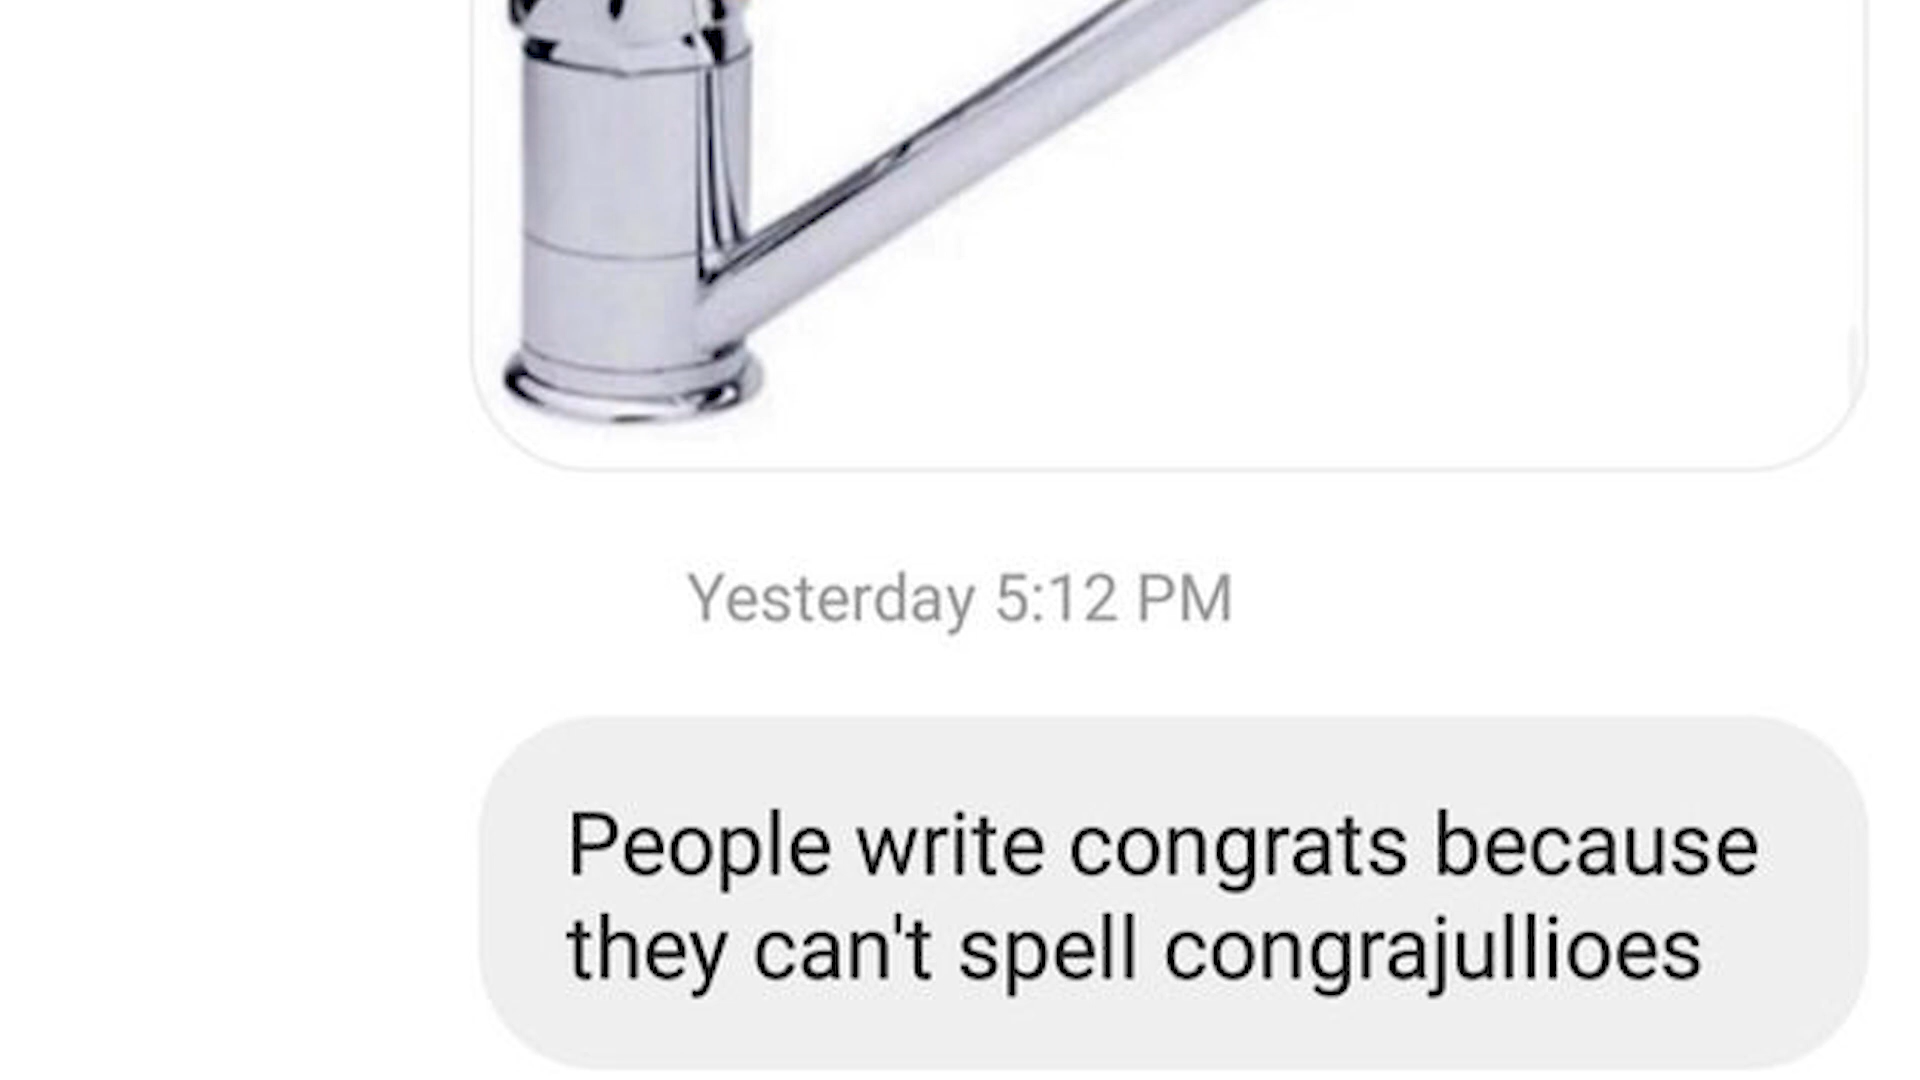 Yesterday 5:12 PM
People write congrats because
they can't spell congrajullioes